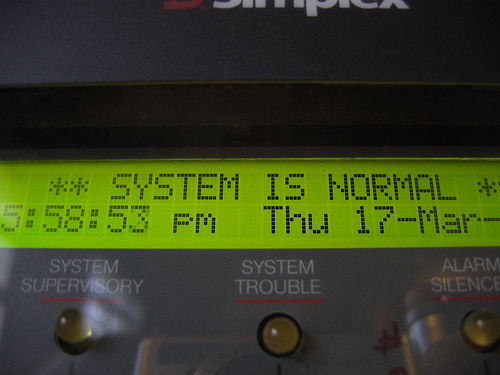 Simplex
** SYSTEM IS NORMAL *
5:58:53 pm Thu 17-Mar-
SYSTEM
SUPERVISORY
SYSTEM
TROUBLE
ALARM
SILENCE